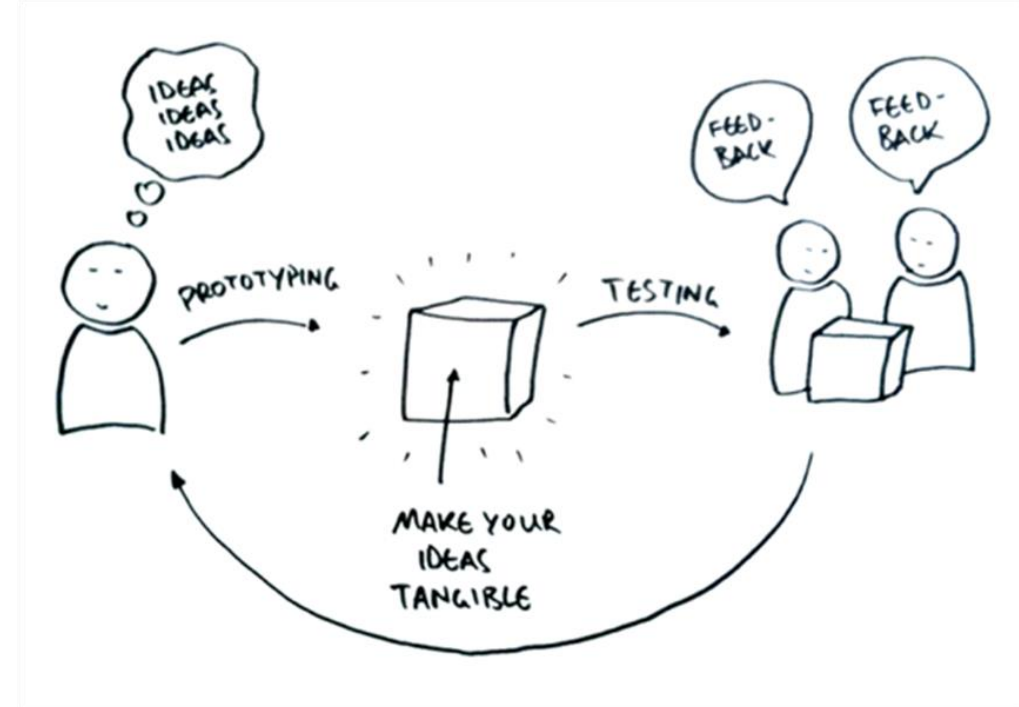 IDEAS
IDEAS
IDEAS
PROTOTYPING
MAKE YOUR
IDEAS
TANGIBLE
TESTING
FEED-
BACK
FEED-
BACK